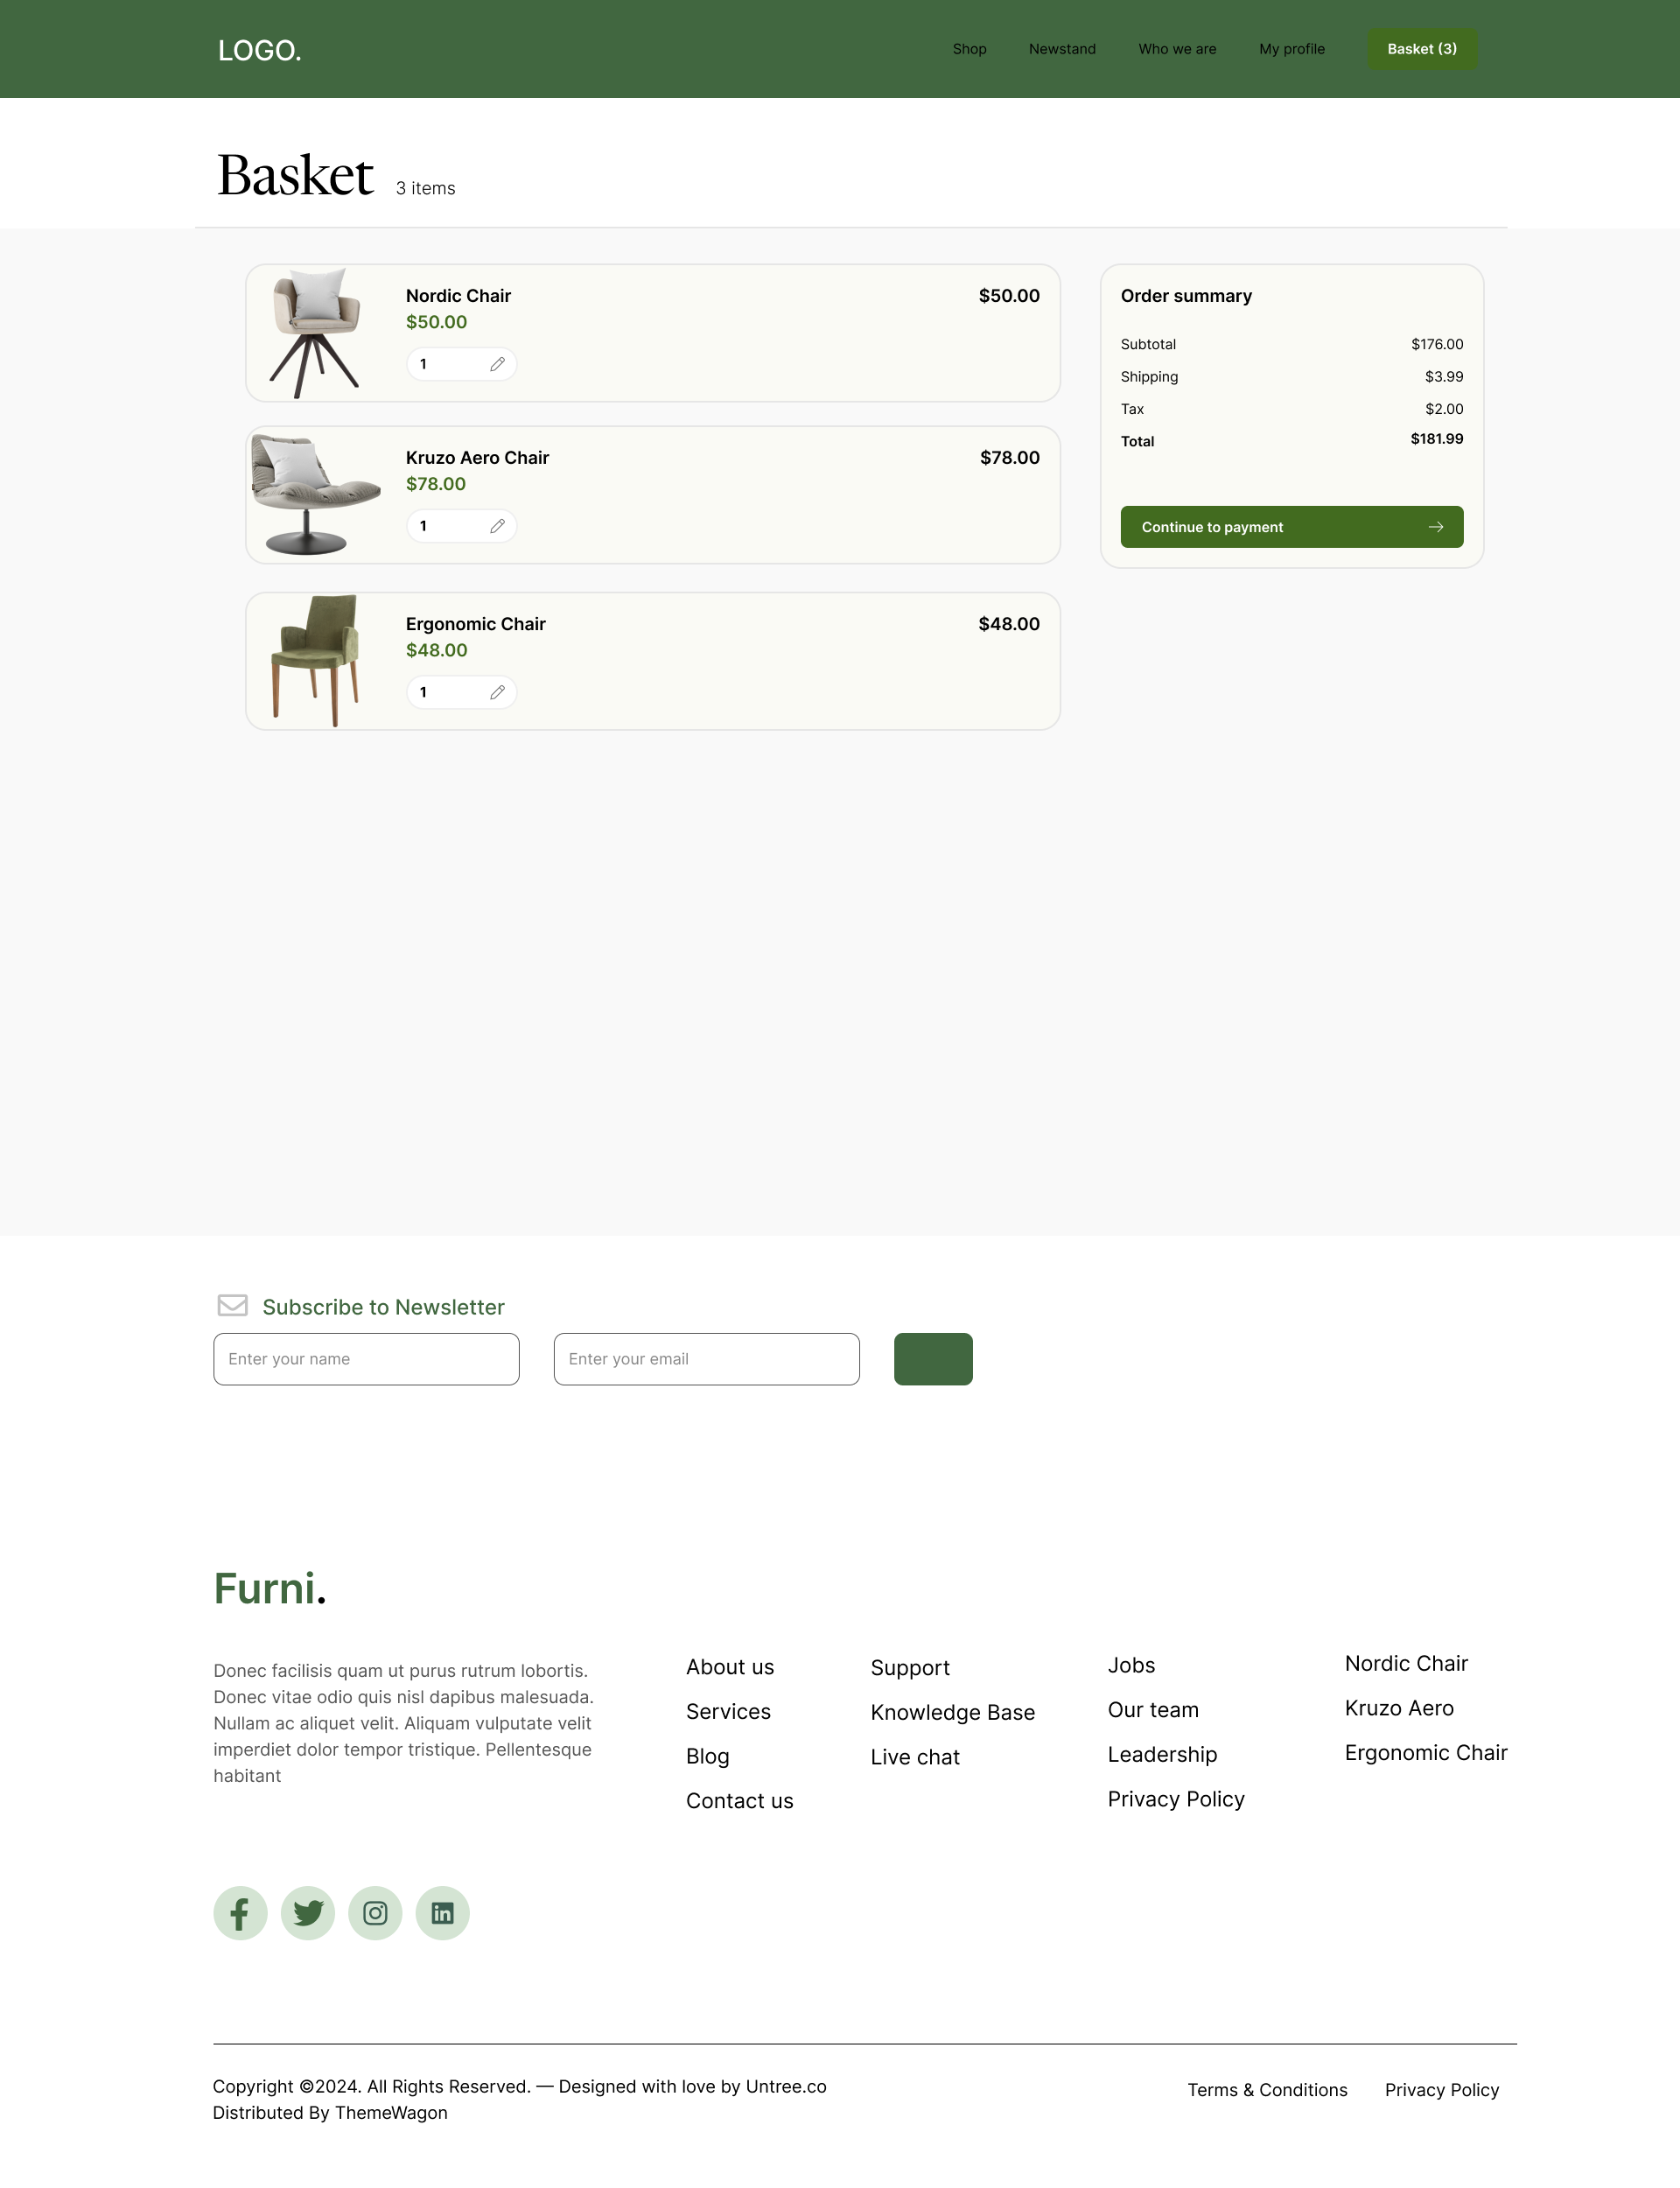 LOGO.
Shop
Newstand
Who we are
My profile
Basket (3)
Basket
3 items
Nordic Chair
$50.00
$50.00
1
Kruzo Aero Chair
$78.00
$78.00
1
Ergonomic Chair
$48.00
$48.00
1
Order summary
Subtotal
$176.00
Shipping
$3.99
Tax
$2.00
Total
$181.99
Continue to payment
Subscribe to Newsletter
Enter your name
Enter your email
Furni.
Donec facilisis quam ut purus rutrum lobortis.
Donec vitae odio quis nisl dapibus malesuada.
Nullam ac aliquet velit. Aliquam vulputate velit
imperdiet dolor tempor tristique. Pellentesque
habitant
About us
Services
Blog
Contact us
Support
Knowledge Base
Live chat
Jobs
Our team
Leadership
Privacy Policy
Nordic Chair
Kruzo Aero
Ergonomic Chair
Copyright ©2024. All Rights Reserved. — Designed with love by Untree.co
Distributed By ThemeWagon
Terms & Conditions
Privacy Policy